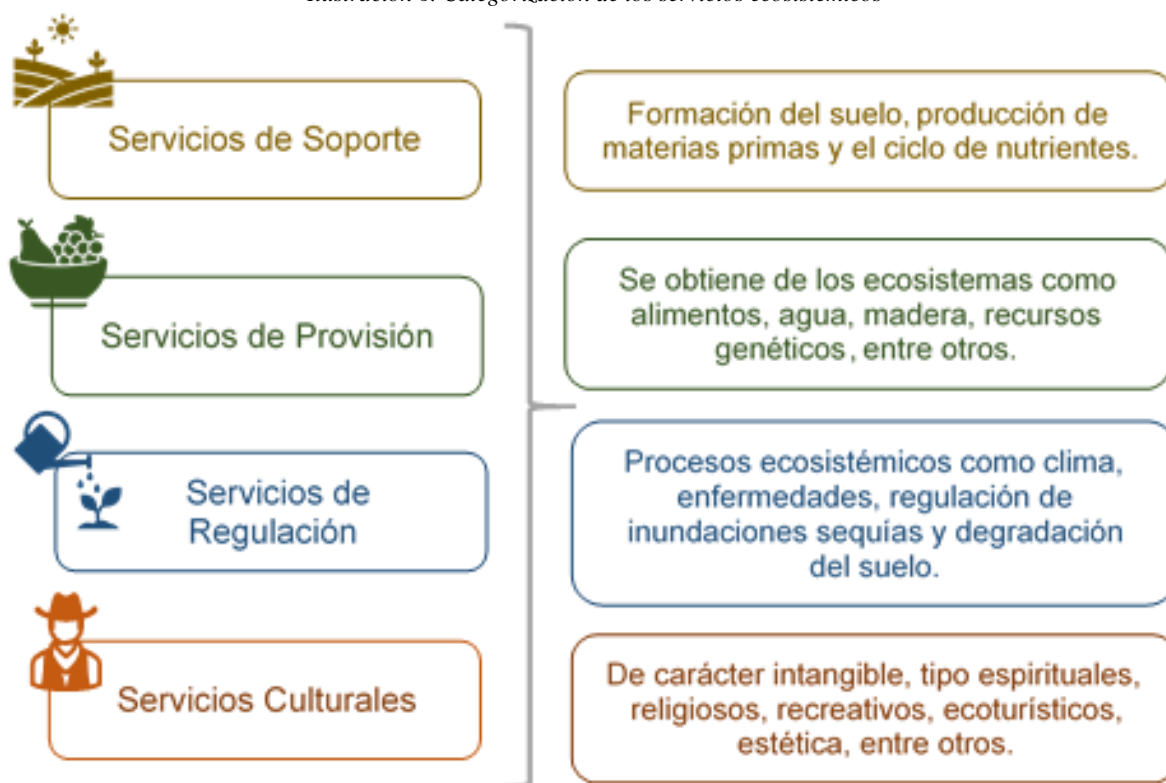 Servicios de Soporte
Formación del suelo, producción de
materias primas y el ciclo de nutrientes.
Servicios de Provisión
Se obtiene de los ecosistemas como
alimentos, agua, madera, recursos
genéticos, entre otros.
Servicios de
Regulación
Procesos ecosistémicos como clima,
enfermedades, regulación de
inundaciones sequías y degradación
del suelo.
Servicios Culturales
De carácter intangible, tipo espirituales,
religiosos, recreativos, ecoturísticos,
estética, entre otros.